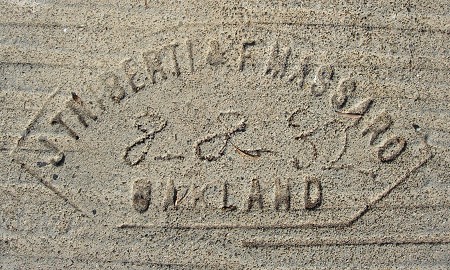 J. TRIBERTI & F. MASSARO
OAKLAND